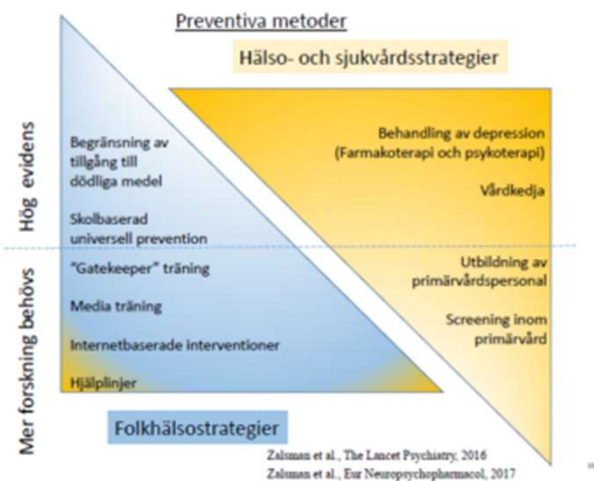 Preventiva metoder
Hälso- och sjukvårdsstrategier
Hög evidens
Mer forskning behövs
Begränsning av
tillgång till
dödliga medel
Skolbaserad
universell prevention
"Gatekeeper" träning
Media träning
Internetbaserade interventioner
Hjälplinjer
Behandling av depression
(Farmakoterapi och psykoterapi)
Vårdkedja
Utbildning av
primärvårdspersonal
Screening inom
primärvård
Folkhälsostrategier
Zalsman et al., The Lancet Psychiatry, 2016
Zalsman et al., Eur Neuropsychopharmacol, 2017